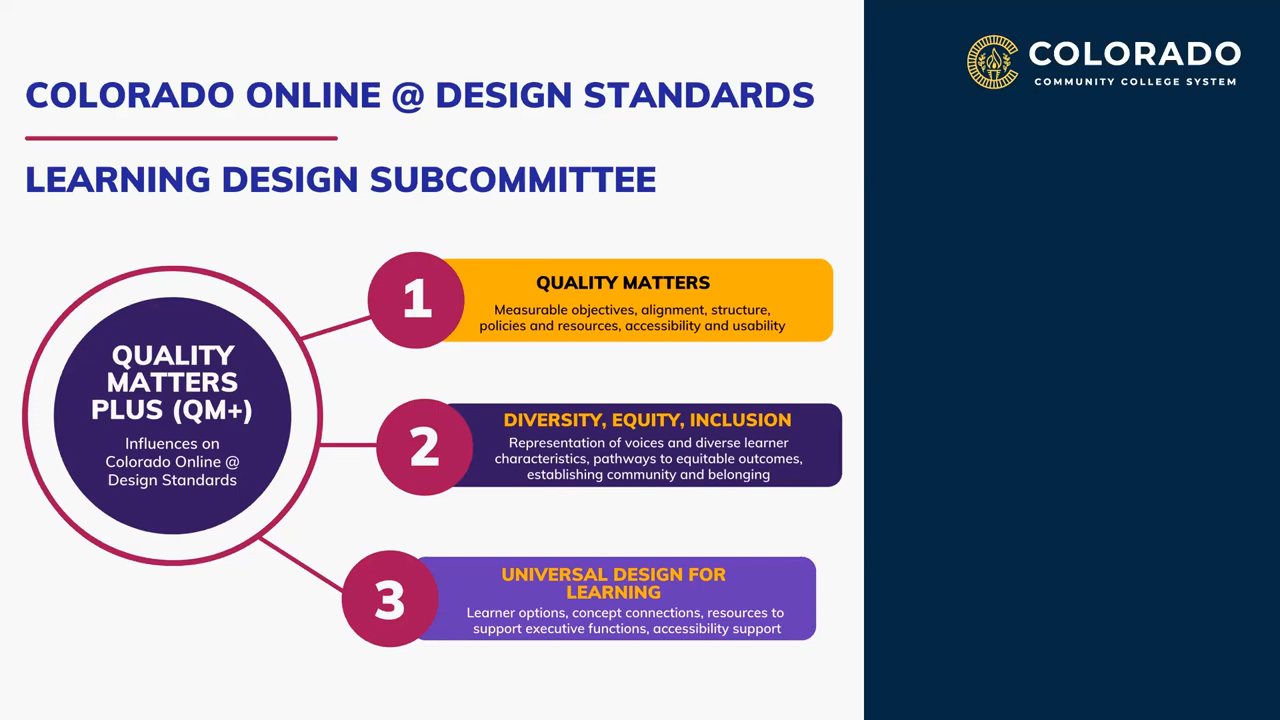 COLORADO
COMMUNITY COLLEGE SYSTEM
COLORADO ONLINE @ DESIGN STANDARDS
LEARNING DESIGN SUBCOMMITTEE
QUALITY
MATTERS
PLUS (QM+)
Influences on
Colorado Online @
Design Standards
1
QUALITY MATTERS
Measurable objectives, alignment, structure,
policies and resources, accessibility and usability
2
DIVERSITY, EQUITY, INCLUSION
Representation of voices and diverse learner
characteristics, pathways to equitable outcomes,
establishing community and belonging
3
UNIVERSAL DESIGN FOR
LEARNING
Learner options, concept connections, resources to
support executive functions, accessibility support